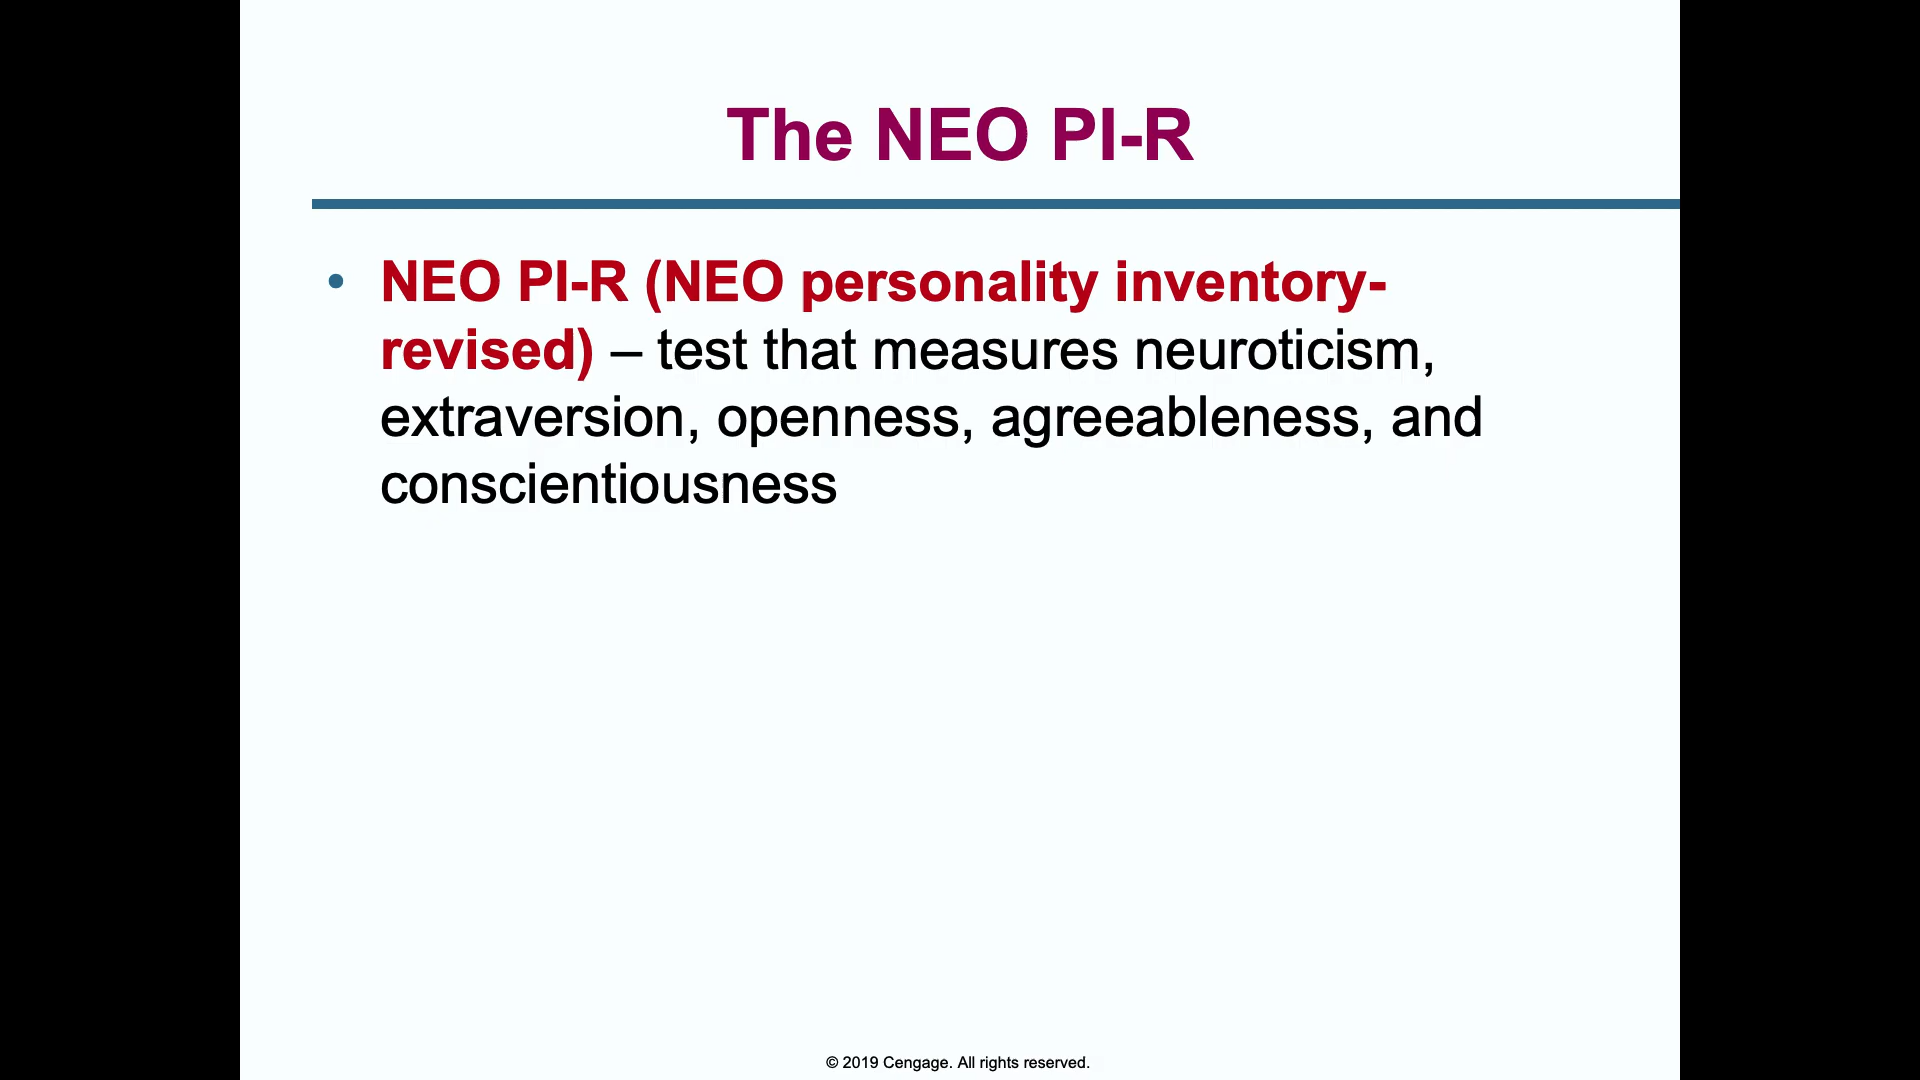 The NEO PI-R
• NEO PI-R (NEO personality inventory-
revised) – test that measures neuroticism,
extraversion, openness, agreeableness, and
conscientiousness
© 2019 Cengage. All rights reserved.